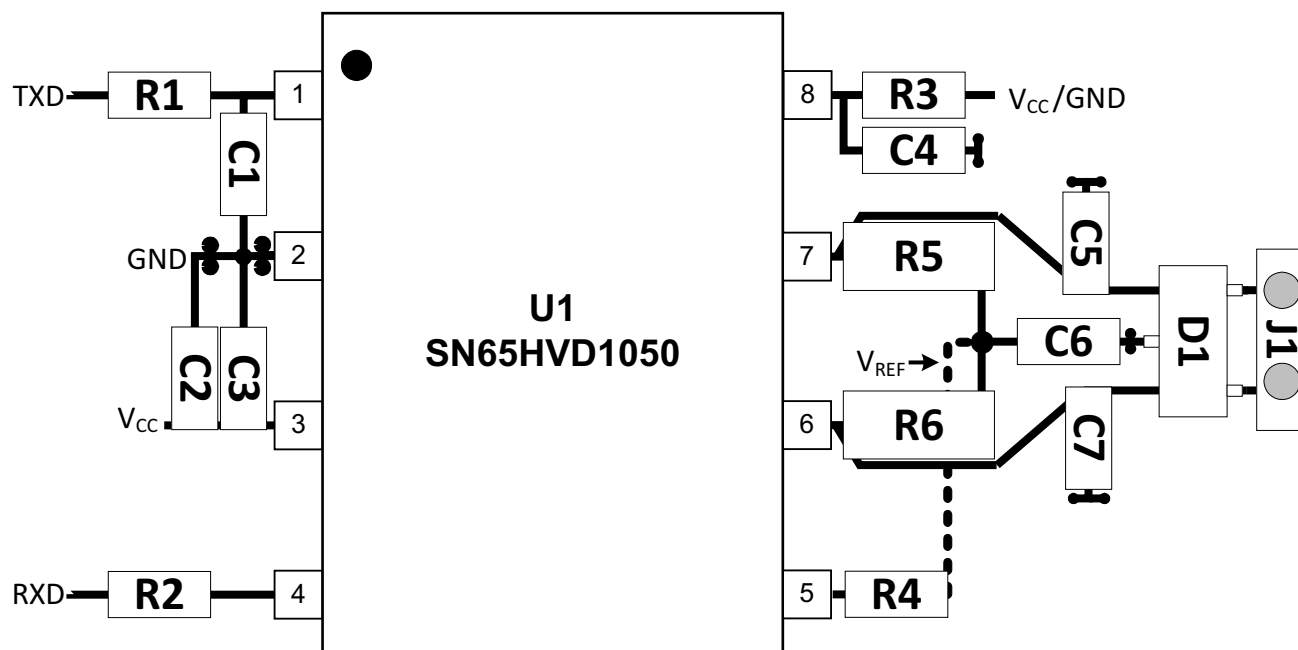 TXD
R1
1
8
R3
VCC/GND
C1
C4
GND
2
7
R5
C5
U1
SN65HVD1050
C2
C3
VREF
C6
D1
J1
VCC
3
6
R6
C7
RXD
R2
4
5
R4